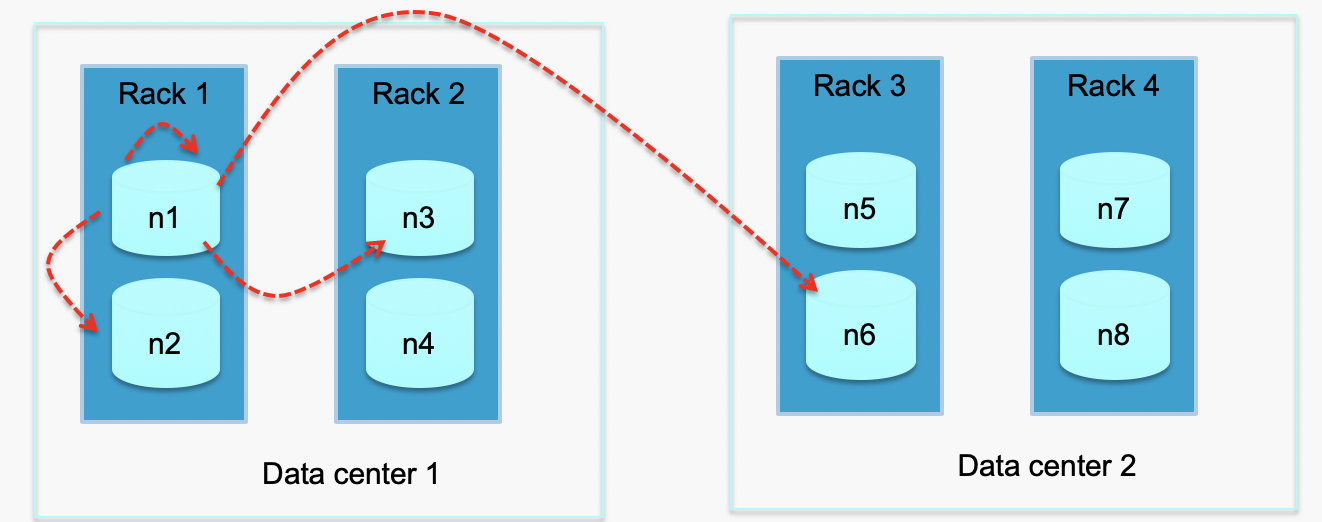 Rack 1
Rack 2
n1
n3
n2
n4
Data center 1
Rack 3
Rack 4
n5
n7
n6
n8
Data center 2